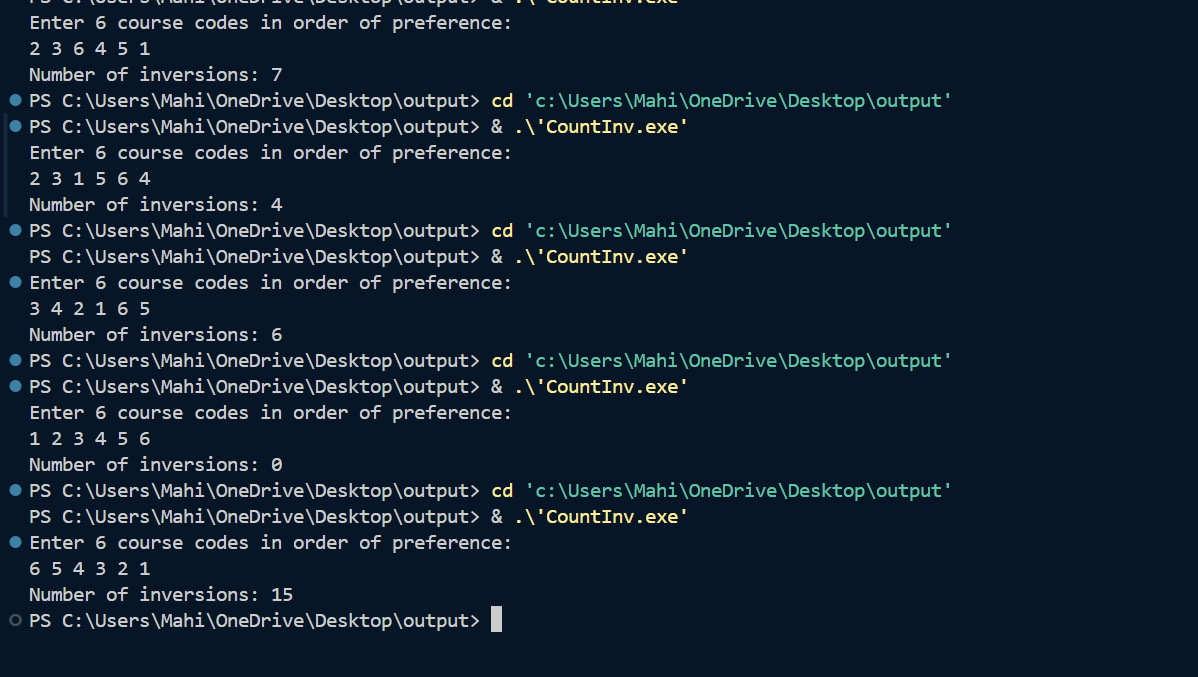 PS C:\Users\Mahi\OneDrive\Desktop\output> & .\'CountInv.exe'
Enter 6 course codes in order of preference:
2 3 6 4 5 1
Number of inversions: 7
PS C:\Users\Mahi\OneDrive\Desktop\output> cd 'c:\Users\Mahi\OneDrive\Desktop\output'
PS C:\Users\Mahi\OneDrive\Desktop\output> & .\'CountInv.exe'
Enter 6 course codes in order of preference:
2 3 1 5 6 4
Number of inversions: 4
PS C:\Users\Mahi\OneDrive\Desktop\output> cd 'c:\Users\Mahi\OneDrive\Desktop\output'
PS C:\Users\Mahi\OneDrive\Desktop\output> & .\'CountInv.exe'
Enter 6 course codes in order of preference:
3 4 2 1 6 5
Number of inversions: 6
PS C:\Users\Mahi\OneDrive\Desktop\output> cd 'c:\Users\Mahi\OneDrive\Desktop\output'
PS C:\Users\Mahi\OneDrive\Desktop\output> & .\'CountInv.exe'
Enter 6 course codes in order of preference:
1 2 3 4 5 6
Number of inversions: 0
PS C:\Users\Mahi\OneDrive\Desktop\output> cd 'c:\Users\Mahi\OneDrive\Desktop\output'
PS C:\Users\Mahi\OneDrive\Desktop\output> & .\'CountInv.exe'
Enter 6 course codes in order of preference:
6 5 4 3 2 1
Number of inversions: 15
PS C:\Users\Mahi\OneDrive\Desktop\output>